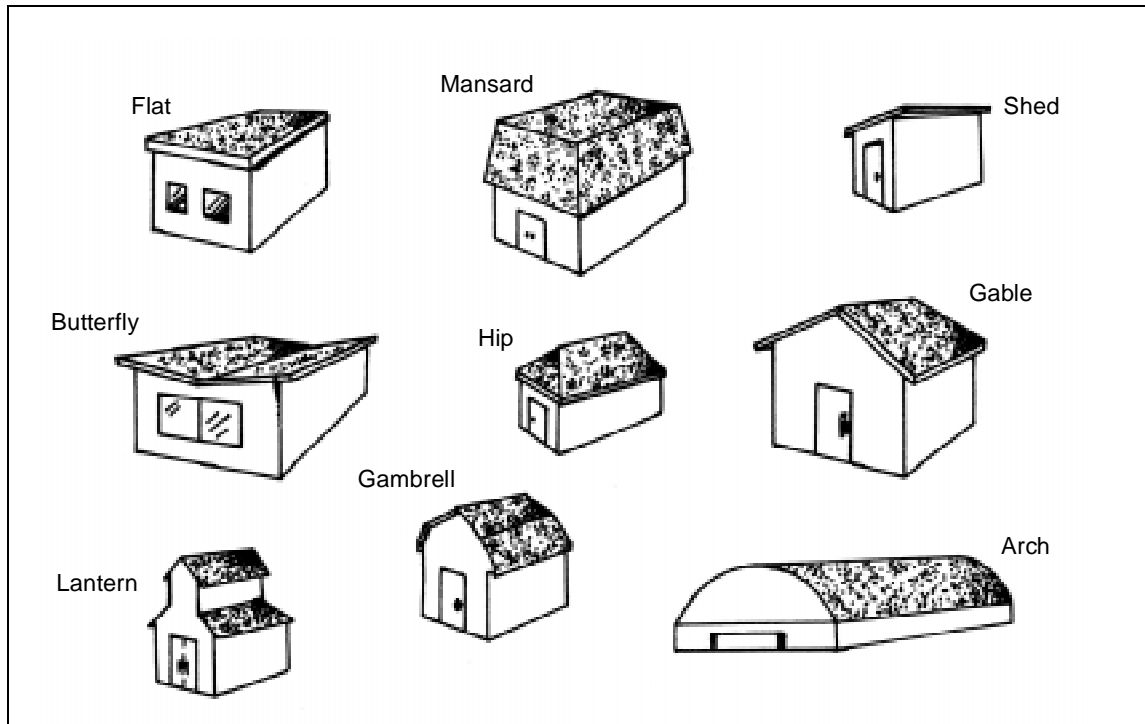 Flat
Mansard
Shed
Butterfly
Hip
Gable
Gambrell
Lantern
Arch